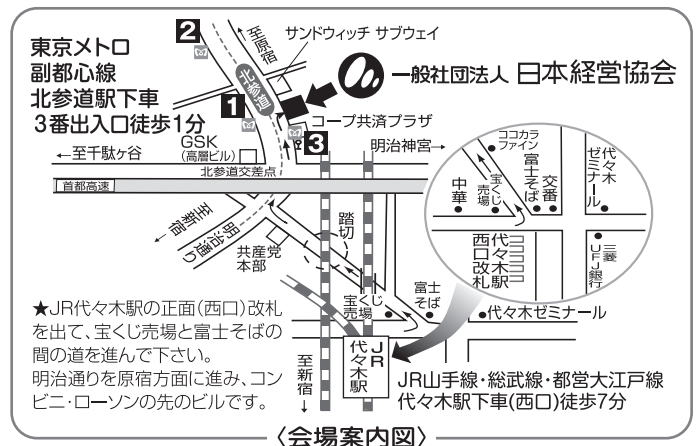 東京メトロ
副都心線
北参道駅下車
3番出入口徒歩1分
2
至原宿
サンドウィッチ サブウェイ
北参道
一般社団法人 日本経営協会
1
コープ共済プラザ
3
GSK
(高層ビル)
明治神宮→
←至千駄ヶ谷
北参道交差点
首都高速
至新宿
明治通り
共産党
本部
踏切
宝くじ
売場
富士
そば
代々木ゼミナール
ココカラ
ファイン
中華
宝くじ
売場
富士そば
交番
代々木
ゼミナール
代々木駅
西口改札
三菱
UFJ銀行
★JR代々木駅の正面(西口)改札
を出て、宝くじ売場と富士そばの
間の道を進んで下さい。
明治通りを原宿方面に進み、コン
ビニ・ローソンの先のビルです。
至新宿↓
JR
代々木駅
JR山手線・総武線・都営大江戸線
代々木駅下車(西口)徒歩7分
〈会場案内図〉